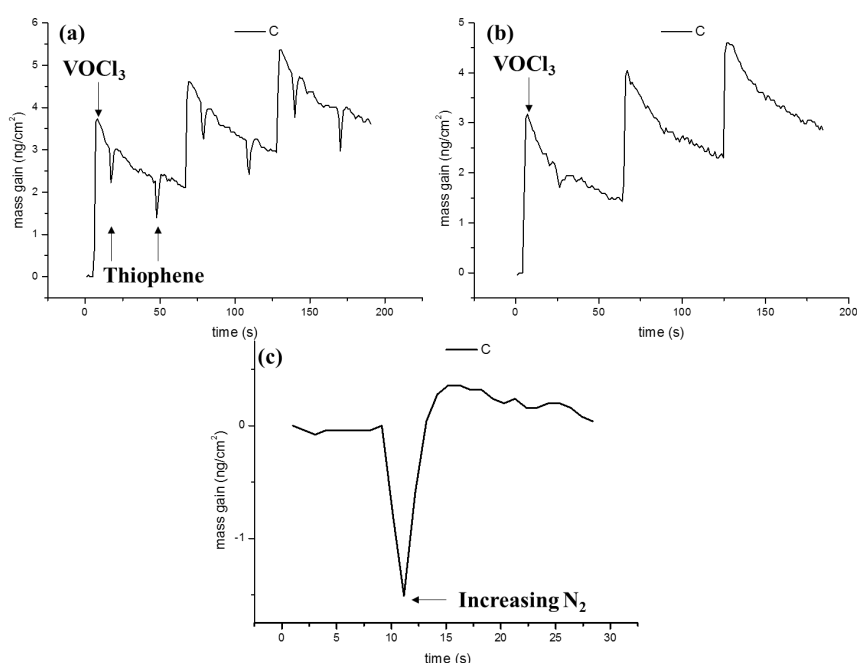 (a)
C
VOCl₃
Thiophene
6
5
4
3
2
1
0
mass gain (ng/cm²)
0 50 100 150 200
time (s)
(b)
C
VOCl₃
5
4
3
2
1
0
mass gain (ng/cm²)
0 50 100 150 200
time (s)
(c)
C
0
-1
mass gain (ng/cm²)
Increasing N₂
0 5 10 15 20 25 30
time (s)